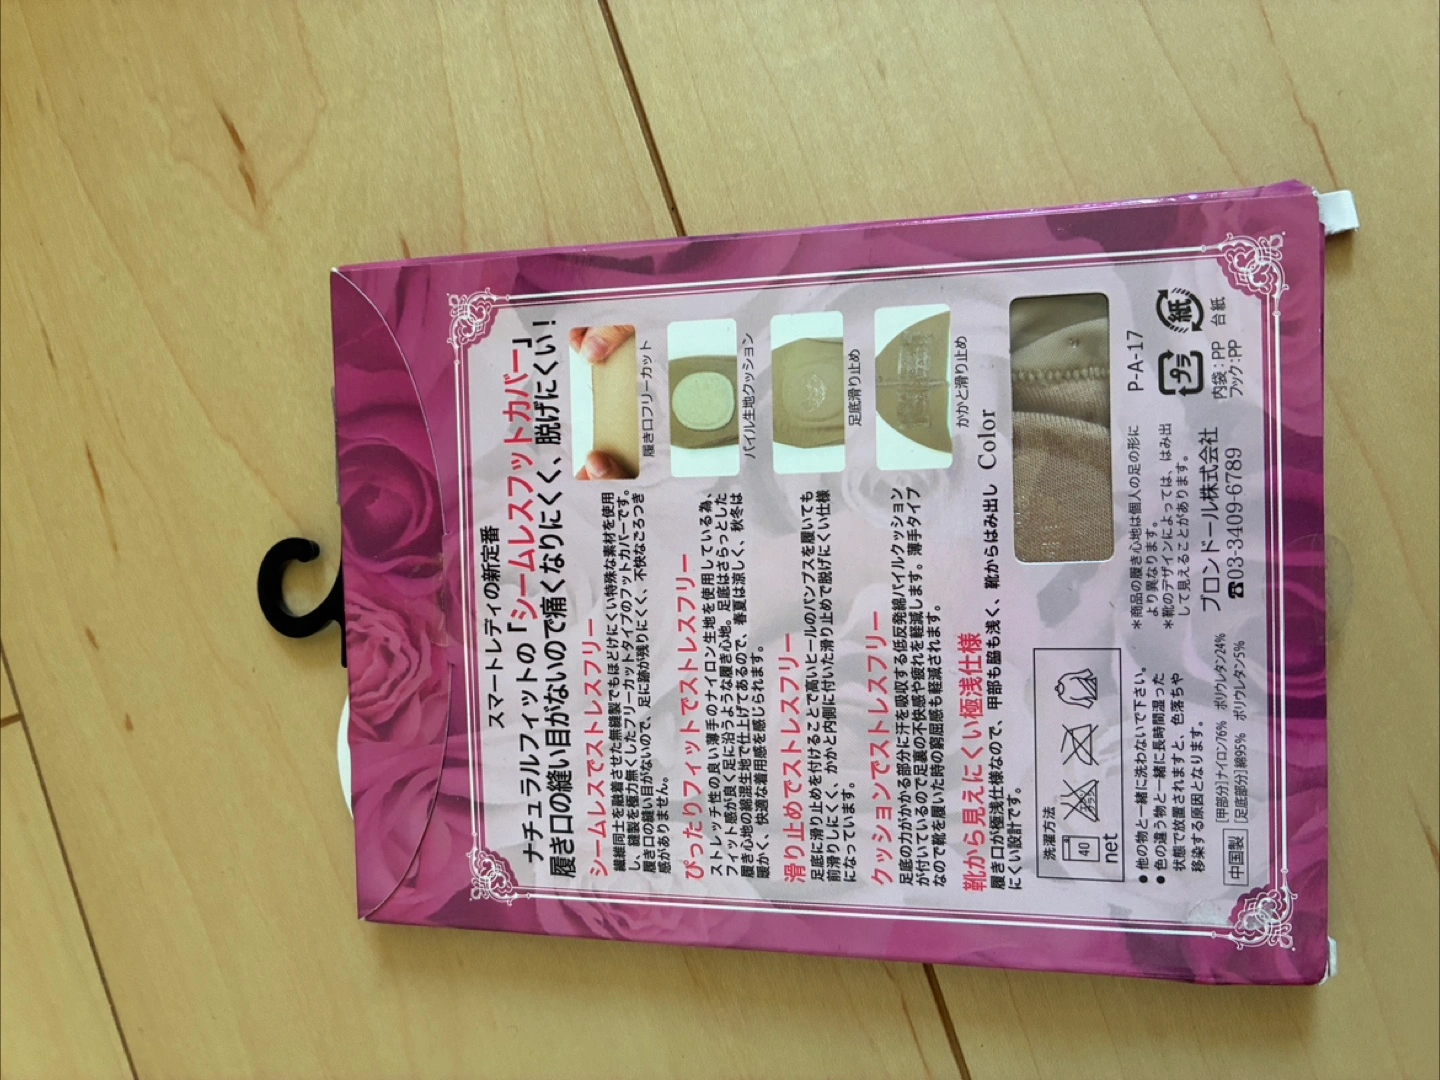 スマートレディの新定番
ナチュラルフィットの「シームレスフットカバー」
履き口の縫い目がないので痛くなりにくく、脱げにくい！
シームレスでストレスフリー
繊維同士を融着させた無縫製でもほどけにくい特殊な素材を使用
し、縫製を極力無くしたフリーカットタイプのフットカバーです。
履き口の縫い目がないので、足に跡が残りにくく、不快なごろつき
感がありません。
履き口フリーカット
ぴったりフィットでストレスフリー
ストレッチ性の良い薄手のナイロン生地を使用している為、
フィット感が良く足に沿うような履き心地。足底はさらっとした
履き心地の綿混生地で仕上げてあるので、春夏は涼しく、秋冬は
暖かく、快適な着用感を感じられます。
パイル生地クッション
滑り止めでストレスフリー
足底に滑り止めを付けることで高いヒールのパンプスを履いても
前滑りしにくく、かかと内側に付いた滑り止めで脱げにくい仕様
になっています。
足底滑り止め
クッションでストレスフリー
足底の力がかかる部分に汗を吸収する低反発綿パイルクッション
が付いているので足裏の不快感や疲れを軽減します。薄手タイプ
なので靴を履いた時の窮屈感も軽減されます。
かかと滑り止め
靴から見えにくい極浅仕様
履き口が極浅仕様なので、甲部も脇も浅く、靴からはみ出し
にくい設計です。
Color
洗濯方法
40
net
●他の物と一緒に洗わないで下さい。
●色の違う物と一緒に長時間湿った
状態で放置されますと、色落ちや
移染する原因となります。
中国製
[甲部分]ナイロン76% ポリウレタン24%
[足底部分]綿95% ポリウレタン5%
＊商品の履き心地は個人の足の形に
より異なります。
＊靴のデザインによっては、はみ出
して見えることがあります。
ブロンドール株式会社
☎03-3409-6789
P-A-17
プラ
紙
内袋:PP
フック:PP
台紙